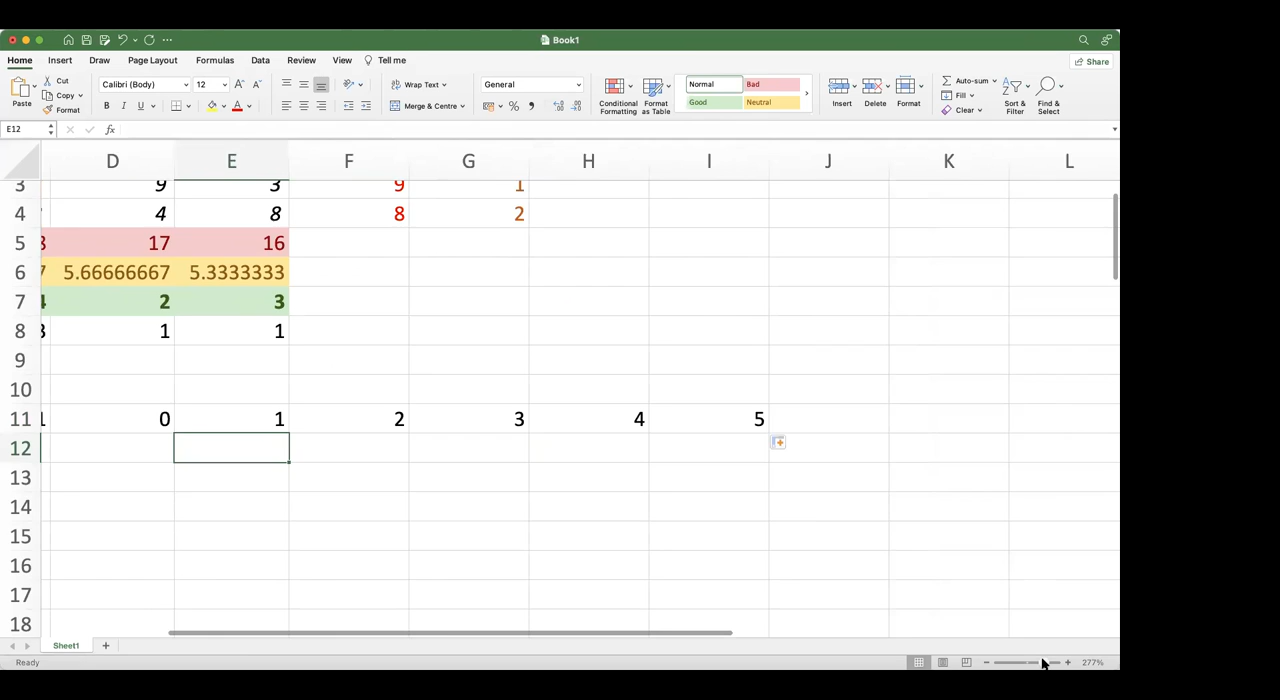 Book1
Home Insert Draw Page Layout Formulas Data Review View Tell me Share
Paste Cut Copy Format Calibri (Body) 12 A A Wrap Text General Normal Bad Conditional Formatting Format as Table Insert Delete Format Auto-sum Sort & Filter Find & Select
B I U A Merge & Centre % Good Neutral Fill Clear
E12 fx
D E F G H I J K L
3 9 3 9 1
4 4 8 8 2
5 17 16
6 5.66666667 5.3333333
7 2 3
8 1 1
9
10
11 0 1 2 3 4 5
12
13
14
15
16
17
18
Sheet1 +
Ready 277%